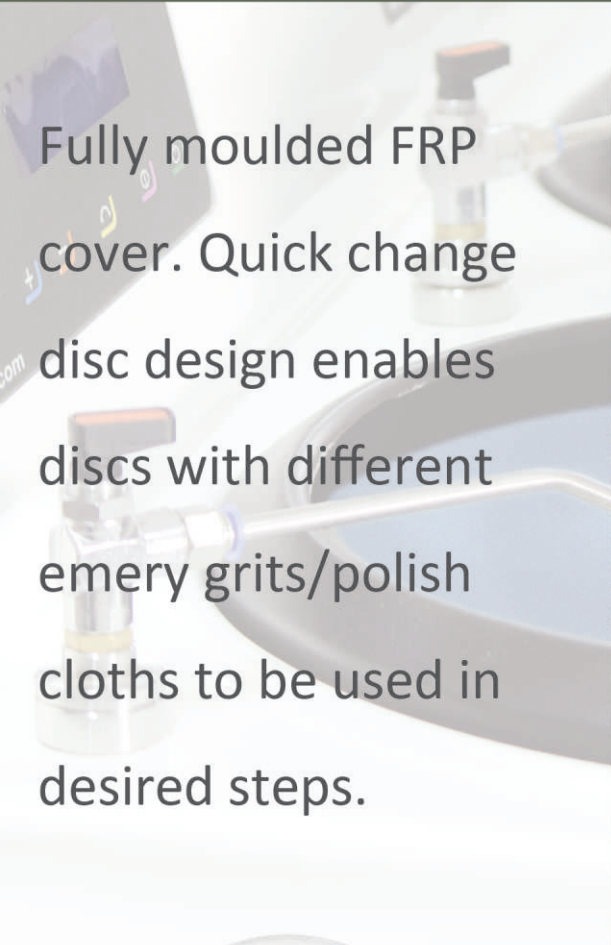 Fully moulded FRP
cover. Quick change
disc design enables
discs with different
emery grits/polish
cloths to be used in
desired steps.
com